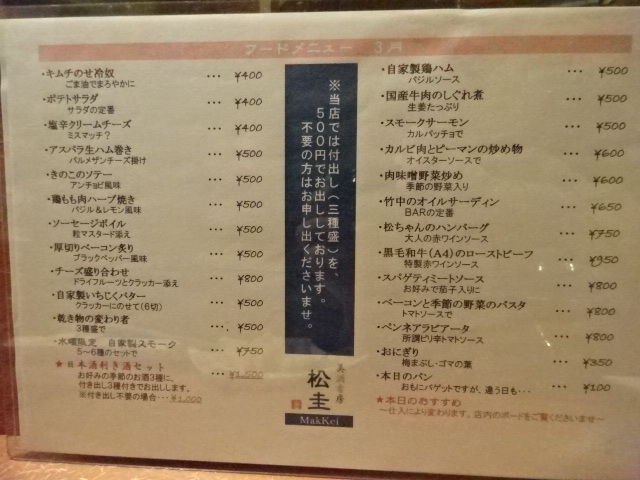 フードメニュー 3月
・キムチのせ冷奴 … ¥400
ごま油でまろやかに
・ポテトサラダ … ¥400
サラダの定番
・塩辛クリームチーズ … ¥400
ミスマッチ？
・アスパラ生ハム巻き … ¥500
パルメザンチーズ掛け
・きのこのソテー … ¥500
アンチョビ風味
・鶏もも肉ハーブ焼き … ¥500
バジル＆レモン風味
・ソーセージボイル … ¥500
粒マスタード添え
・厚切りベーコン炙り … ¥500
ブラックペッパー風味
・チーズ盛り合わせ … ¥800
ドライフルーツとクラッカー添え
・自家製いちじくバター … ¥500
クラッカーにのせて(6切)
・乾き物の変わり者 … ¥500
3種盛で
・水曜限定 自家製スモーク … ¥750
5～6種のセットで
★日本酒利き酒セット … ¥1,500
お好みの季節のお酒3種に、
付き出し3種付きでお出しします。
※付き出し不要の場合…¥1,000
※当店では付出し(三種盛)を、
500円でお出ししております。
不要の方はお申し出くださいませ。
美酒音房
松圭
MakKei
・自家製鶏ハム … ¥500
バジルソース
・国産牛肉のしぐれ煮 … ¥500
生姜たっぷり
・スモークサーモン … ¥500
カルパッチョで
・カルビ肉とピーマンの炒め物 … ¥600
オイスターソースで
・肉味噌野菜炒め … ¥600
季節の野菜入り
・竹中のオイルサーディン … ¥650
BARの定番
・松ちゃんのハンバーグ … ¥750
大人の赤ワインソース
・黒毛和牛(A4)のローストビーフ … ¥950
特製赤ワインソース
・スパゲティミートソース … ¥800
お好みで茄子入りに
・ベーコンと季節の野菜のパスタ … ¥800
トマトソースで
・ペンネアラビアータ … ¥800
所謂ピリ辛トマトソース
・おにぎり … ¥350
梅まぶし・ゴマの葉
・本日のパン … ¥100
おもにバゲットですが、違う日も・・・
★本日のおすすめ
～仕入により変わります。店内のボードをご覧くださいませ～